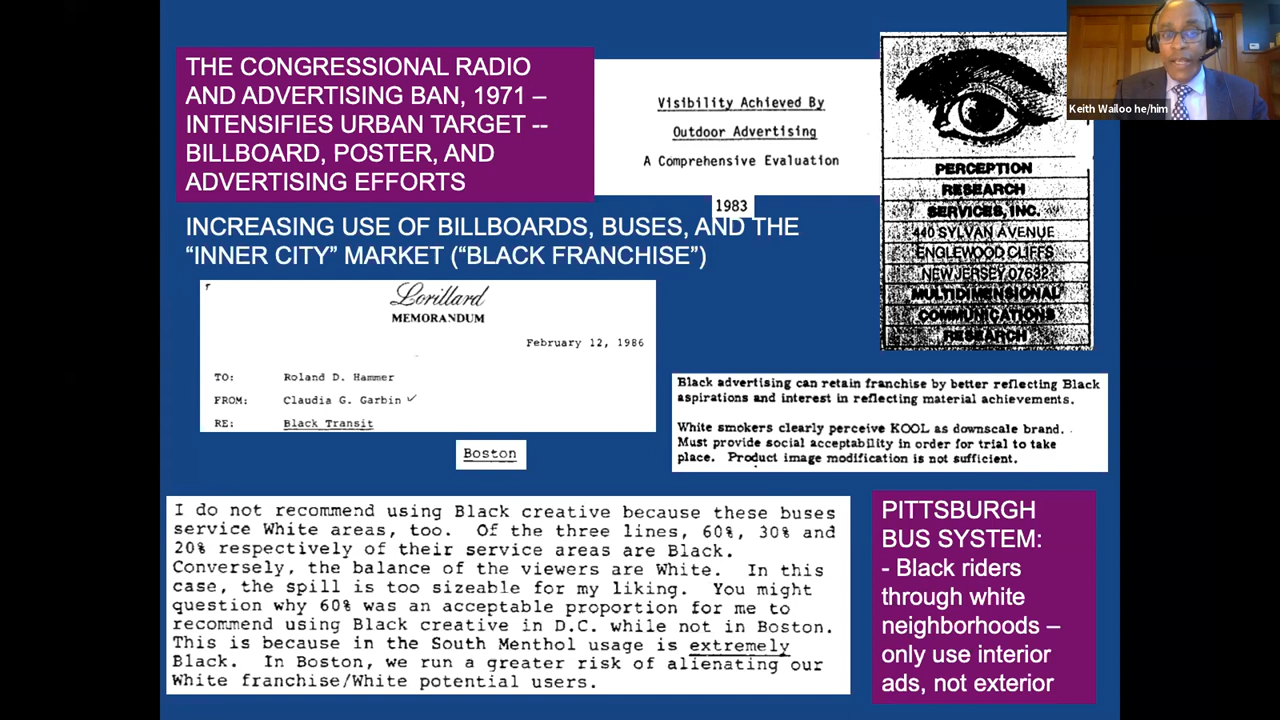 THE CONGRESSIONAL RADIO
AND ADVERTISING BAN, 1971 –
INTENSIFIES URBAN TARGET --
BILLBOARD, POSTER, AND
ADVERTISING EFFORTS
Visibility Achieved By
Outdoor Advertising
A Comprehensive Evaluation
1983
PERCEPTION
RESEARCH
SERVICES, INC.
440 SYLVAN AVENUE
ENGLEWOOD CLIFFS
NEW JERSEY 07632
MULTIDIMENSIONAL
COMMUNICATIONS
RESEARCH
Keith Wailoo he/him
INCREASING USE OF BILLBOARDS, BUSES, AND THE
“INNER CITY” MARKET (“BLACK FRANCHISE”)
Lorillard
MEMORANDUM
February 12, 1986
TO: Roland D. Hammer
FROM: Claudia G. Garbin ✓
RE: Black Transit
Boston
Black advertising can retain franchise by better reflecting Black
aspirations and interest in reflecting material achievements.
White smokers clearly perceive KOOL as downscale brand.
Must provide social acceptability in order for trial to take
place. Product image modification is not sufficient.
I do not recommend using Black creative because these buses
service White areas, too. Of the three lines, 60%, 30% and
20% respectively of their service areas are Black.
Conversely, the balance of the viewers are White. In this
case, the spill is too sizeable for my liking. You might
question why 60% was an acceptable proportion for me to
recommend using Black creative in D.C. while not in Boston.
This is because in the South Menthol usage is extremely
Black. In Boston, we run a greater risk of alienating our
White franchise/White potential users.
PITTSBURGH
BUS SYSTEM:
- Black riders
through white
neighborhoods –
only use interior
ads, not exterior